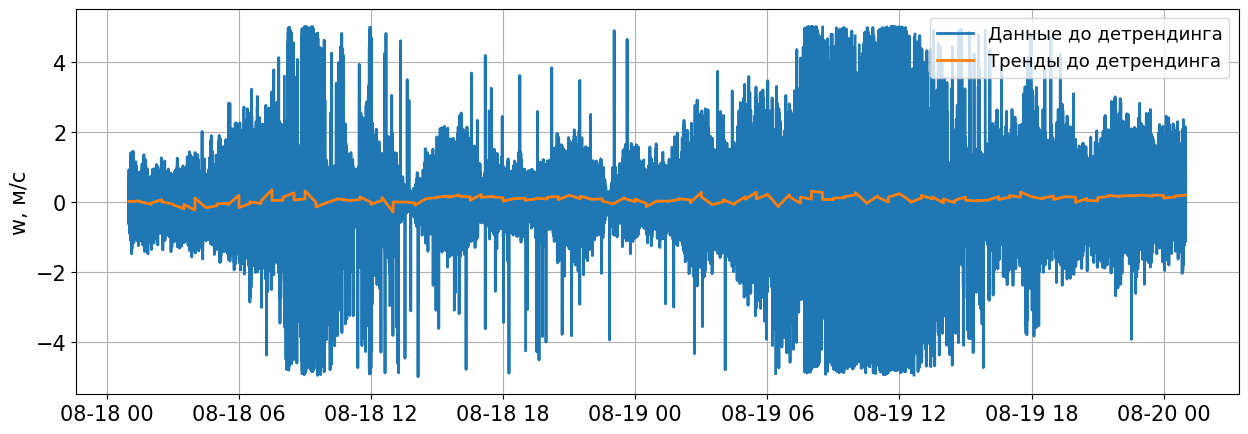 Данные до детрендинга
Тренды до детрендинга
w, м/с
4
2
0
−2
−4
08-18 00 08-18 06 08-18 12 08-18 18 08-19 00 08-19 06 08-19 12 08-19 18 08-20 00